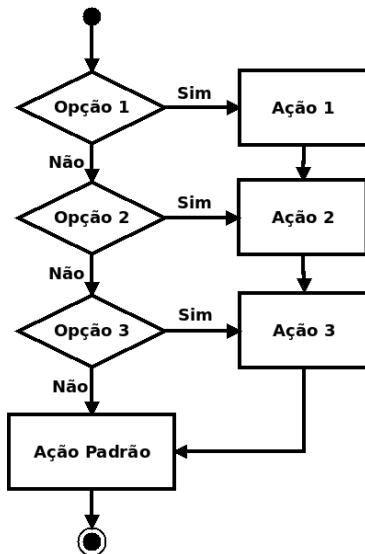 Opção 1
Sim
Ação 1
Não
Opção 2
Sim
Ação 2
Não
Opção 3
Sim
Ação 3
Não
Ação Padrão